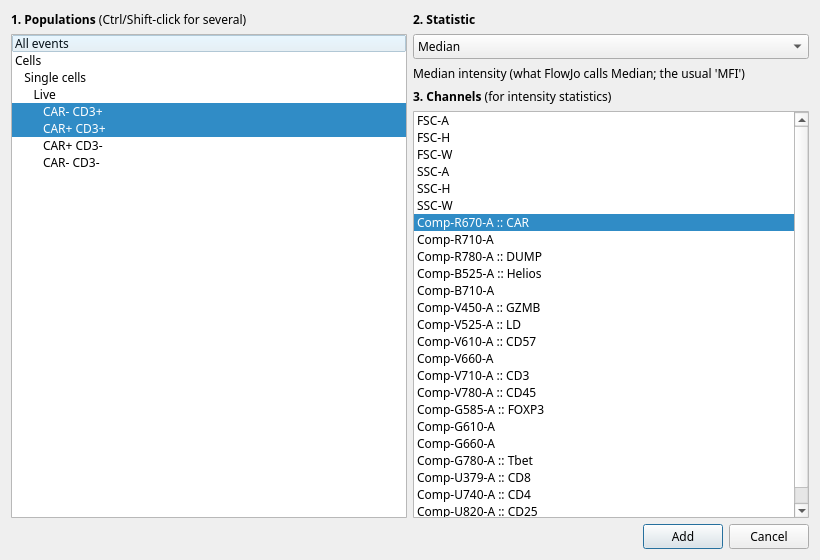 1. Populations (Ctrl/Shift-click for several)
All events
Cells
Single cells
Live
CAR- CD3+
CAR+ CD3+
CAR+ CD3-
CAR- CD3-
2. Statistic
Median
Median intensity (what FlowJo calls Median; the usual 'MFI')
3. Channels (for intensity statistics)
FSC-A
FSC-H
FSC-W
SSC-A
SSC-H
SSC-W
Comp-R670-A :: CAR
Comp-R710-A
Comp-R780-A :: DUMP
Comp-B525-A :: Helios
Comp-B710-A
Comp-V450-A :: GZMB
Comp-V525-A :: LD
Comp-V610-A :: CD57
Comp-V660-A
Comp-V710-A :: CD3
Comp-V780-A :: CD45
Comp-G585-A :: FOXP3
Comp-G610-A
Comp-G660-A
Comp-G780-A :: Tbet
Comp-U379-A :: CD8
Comp-U740-A :: CD4
Comp-U820-A :: CD25
Add
Cancel